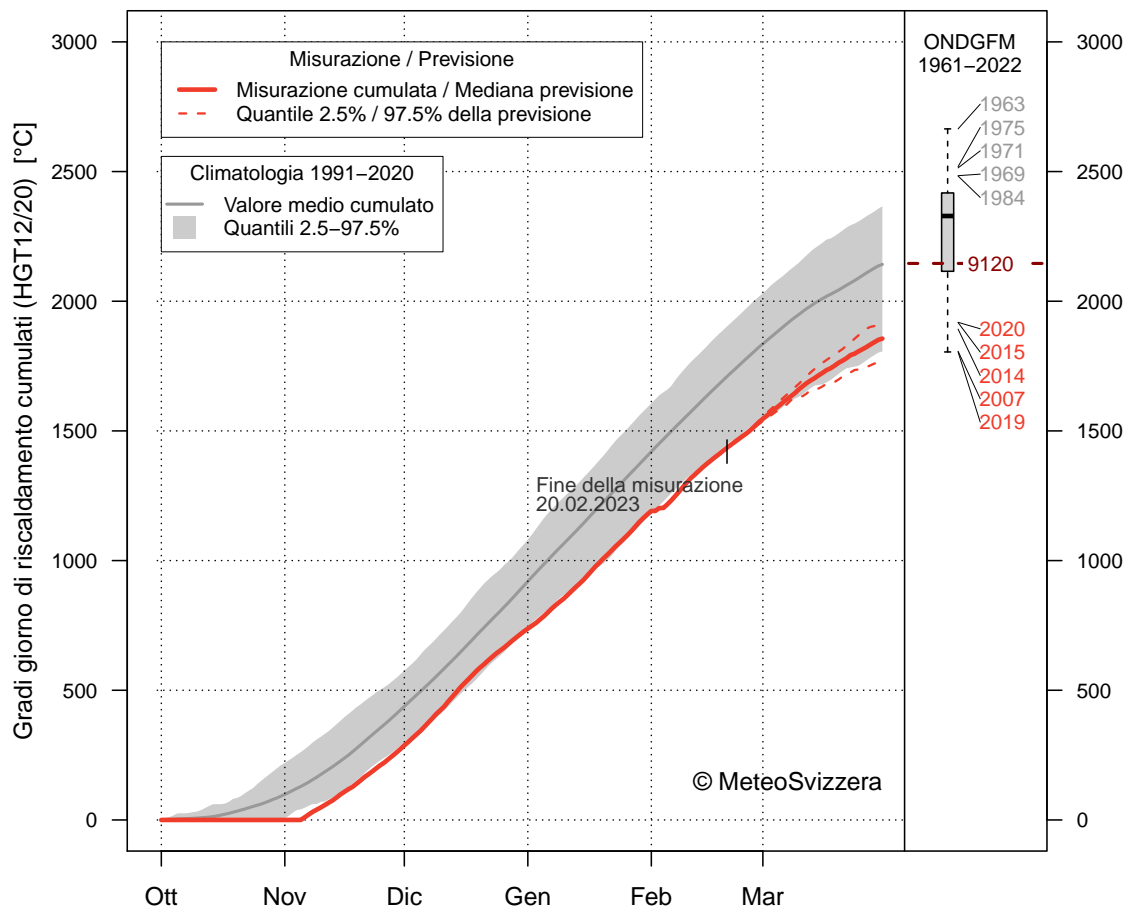 Gradi giorno di riscaldamento cumulati (HGT12/20) [°C]
3000
2500
2000
1500
1000
500
0
Misurazione / Previsione
Misurazione cumulata / Mediana previsione
Quantile 2.5% / 97.5% della previsione
Climatologia 1991−2020
Valore medio cumulato
Quantili 2.5−97.5%
Fine della misurazione
20.02.2023
© MeteoSvizzera
Ott Nov Dic Gen Feb Mar
ONDGFM
1961−2022
1963
1975
1971
1969
1984
9120
2020
2015
2014
2007
2019
3000
2500
2000
1500
1000
500
0